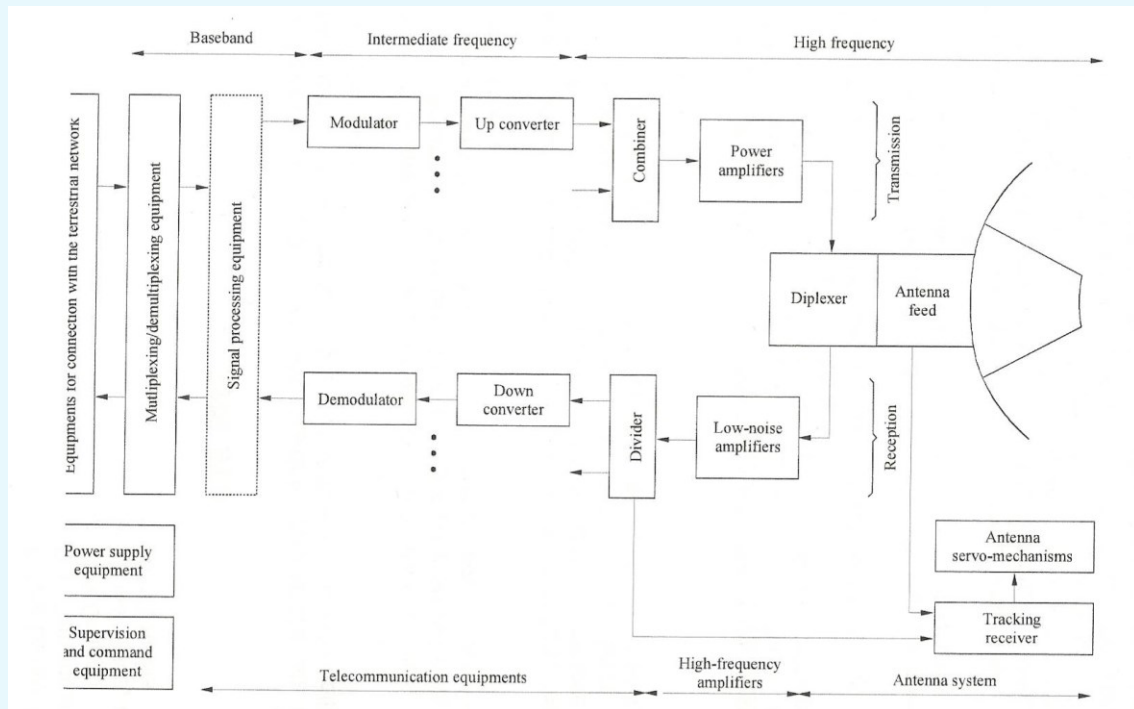 Baseband
Intermediate frequency
High frequency
Equipments for connection with the terrestrial network
Mutliplexing/demultiplexing equipment
Signal processing equipment
Modulator
Up converter
Combiner
Power
amplifiers
Transmission
Diplexer
Antenna
feed
Demodulator
Down
converter
Divider
Low-noise
amplifiers
Reception
Antenna
servo-mechanisms
Tracking
receiver
Power supply
equipment
Supervision
and command
equipment
Telecommunication equipments
High-frequency
amplifiers
Antenna system